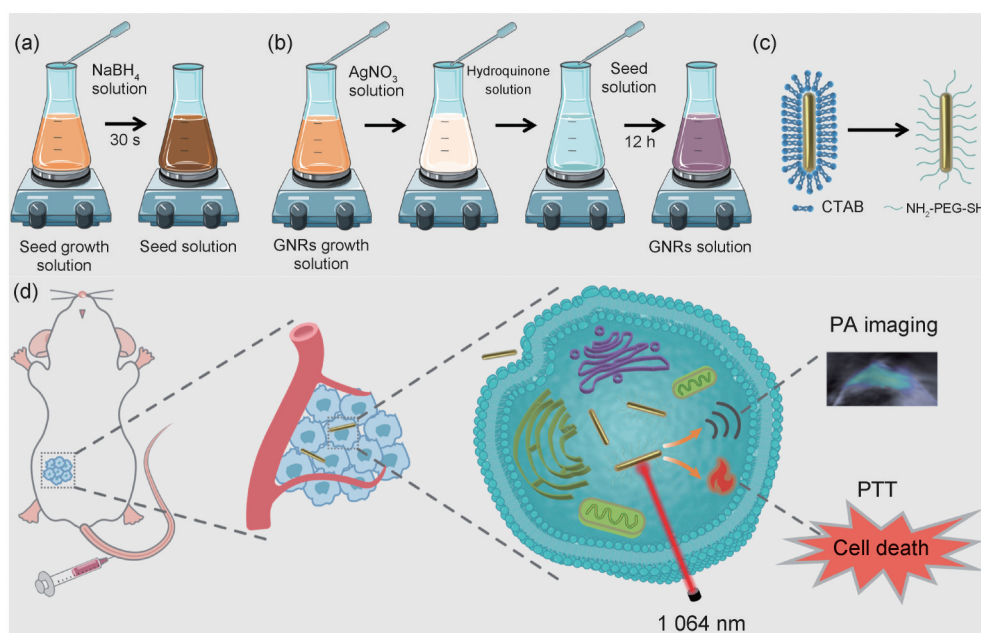 (a)
NaBH4
solution
30 s
Seed growth
solution
Seed solution
(b)
AgNO3
solution
Hydroquinone
solution
Seed
solution
12 h
GNRs growth
solution
GNRs solution
(c)
CTAB
NH2-PEG-SH
(d)
PA imaging
PTT
Cell death
1 064 nm